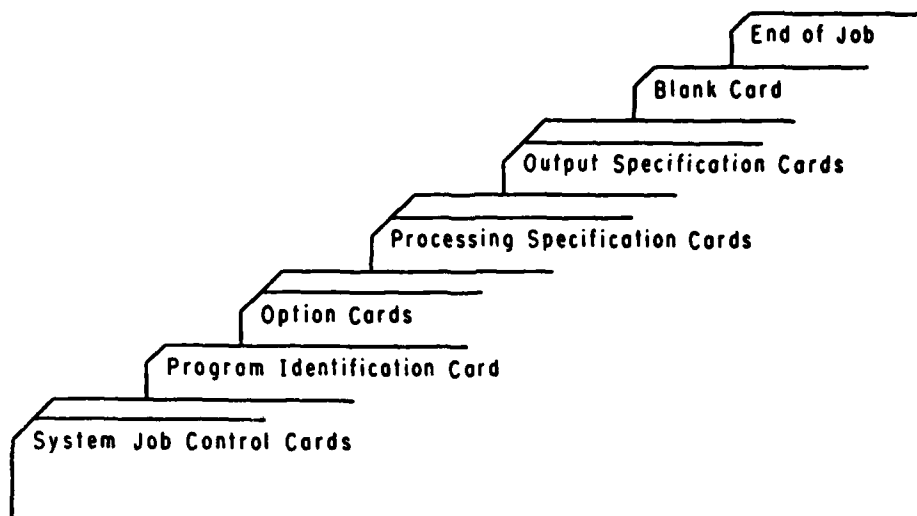 End of Job
Blank Card
Output Specification Cards
Processing Specification Cards
Option Cards
Program Identification Card
System Job Control Cards